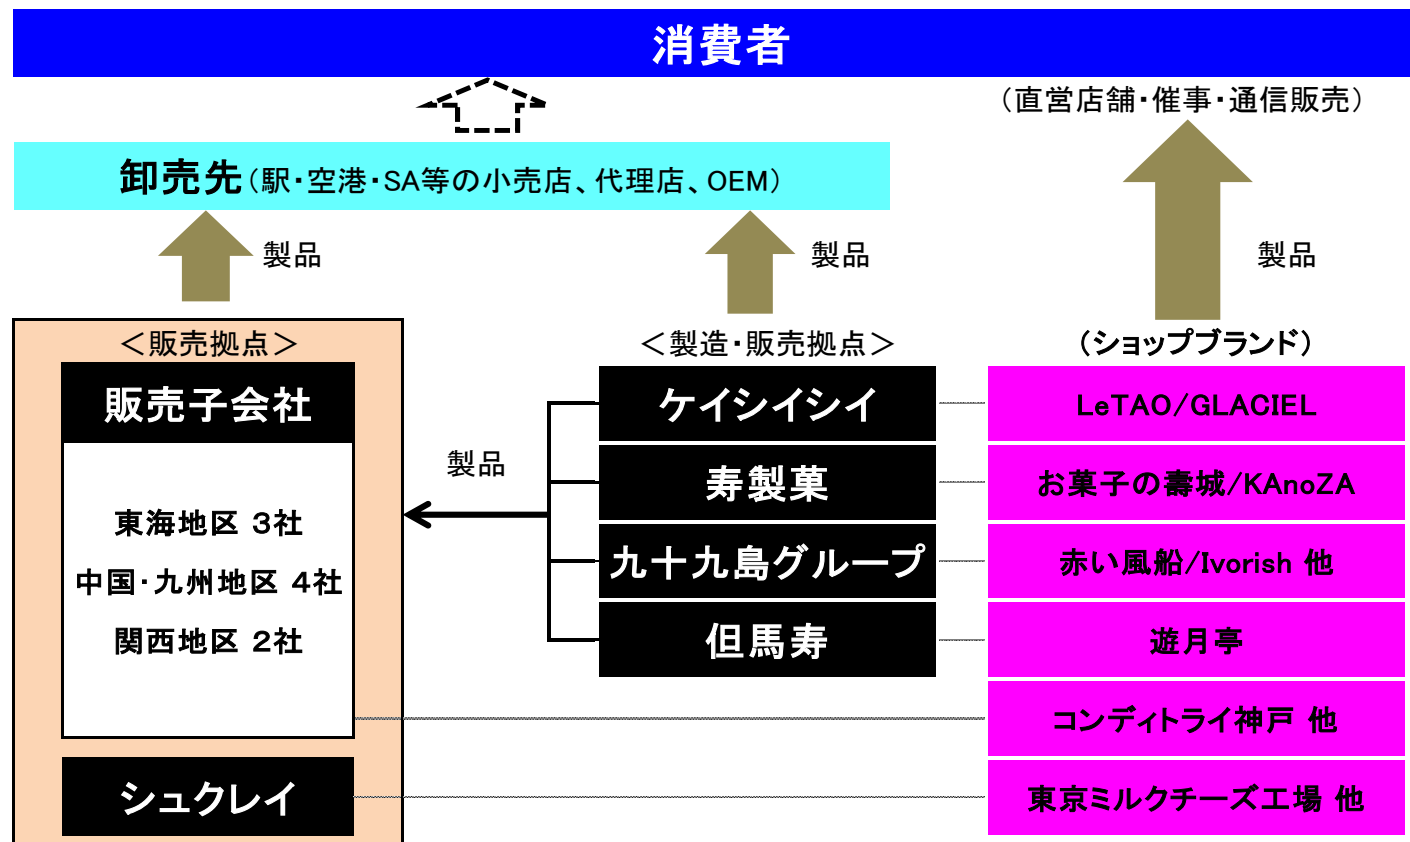 消費者
（直営店舗・催事・通信販売）
卸売先（駅・空港・SA等の小売店、代理店、OEM）
製品
製品
製品
＜販売拠点＞
＜製造・販売拠点＞
（ショップブランド）
販売子会社
東海地区 3社
中国・九州地区 4社
関西地区 2社
シュクレイ
製品
ケイシイシイ
寿製菓
九十九島グループ
但馬寿
LeTAO/GLACIEL
お菓子の壽城/KAnoZA
赤い風船/Ivorish 他
遊月亭
コンディトライ神戸 他
東京ミルクチーズ工場 他